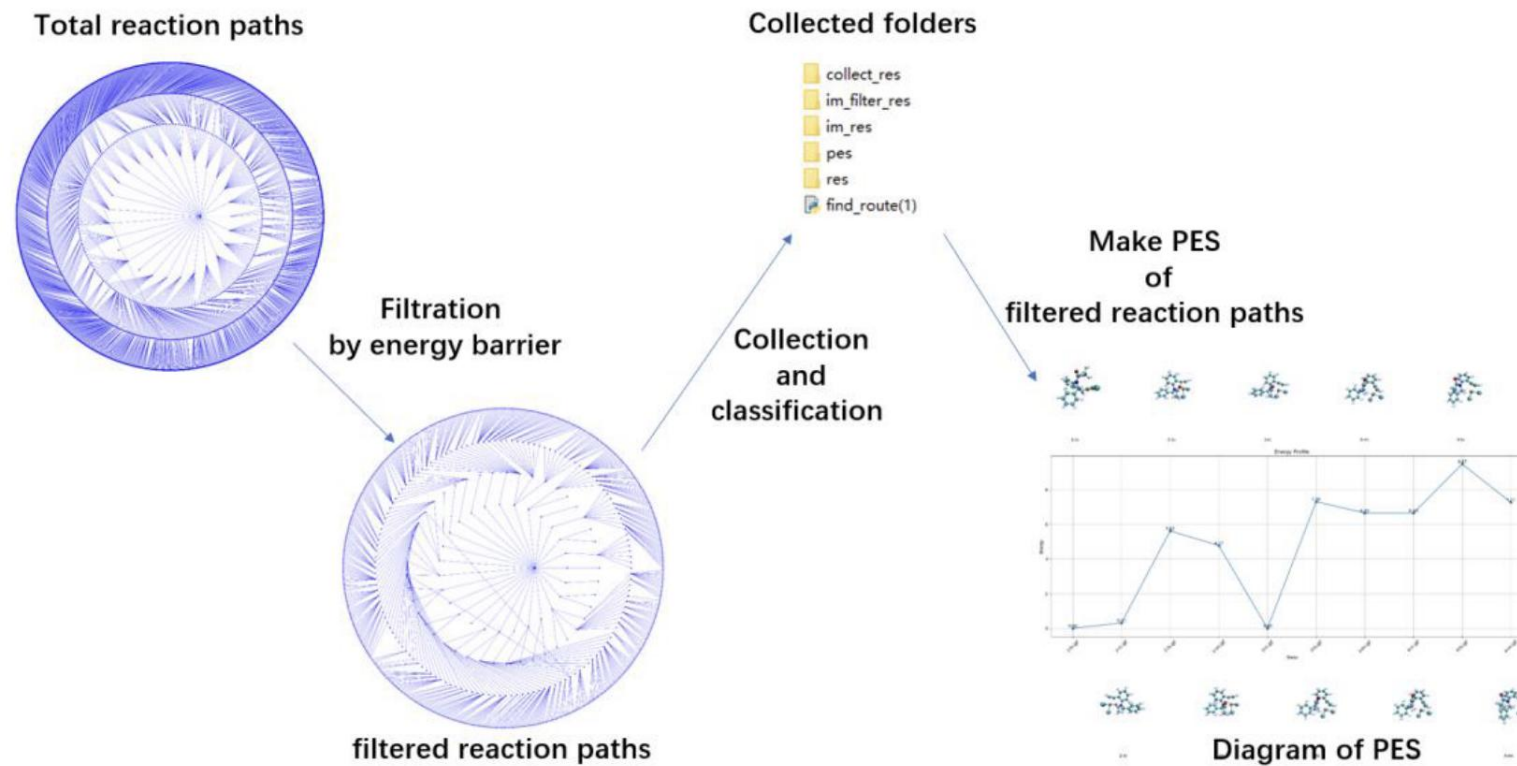 Total reaction paths
Collected folders
collect_res
im_filter_res
im_res
pes
res
find_route(1)
Filtration
by energy barrier
Collection
and
classification
Make PES
of
filtered reaction paths
Energy Profile
filtered reaction paths
Diagram of PES